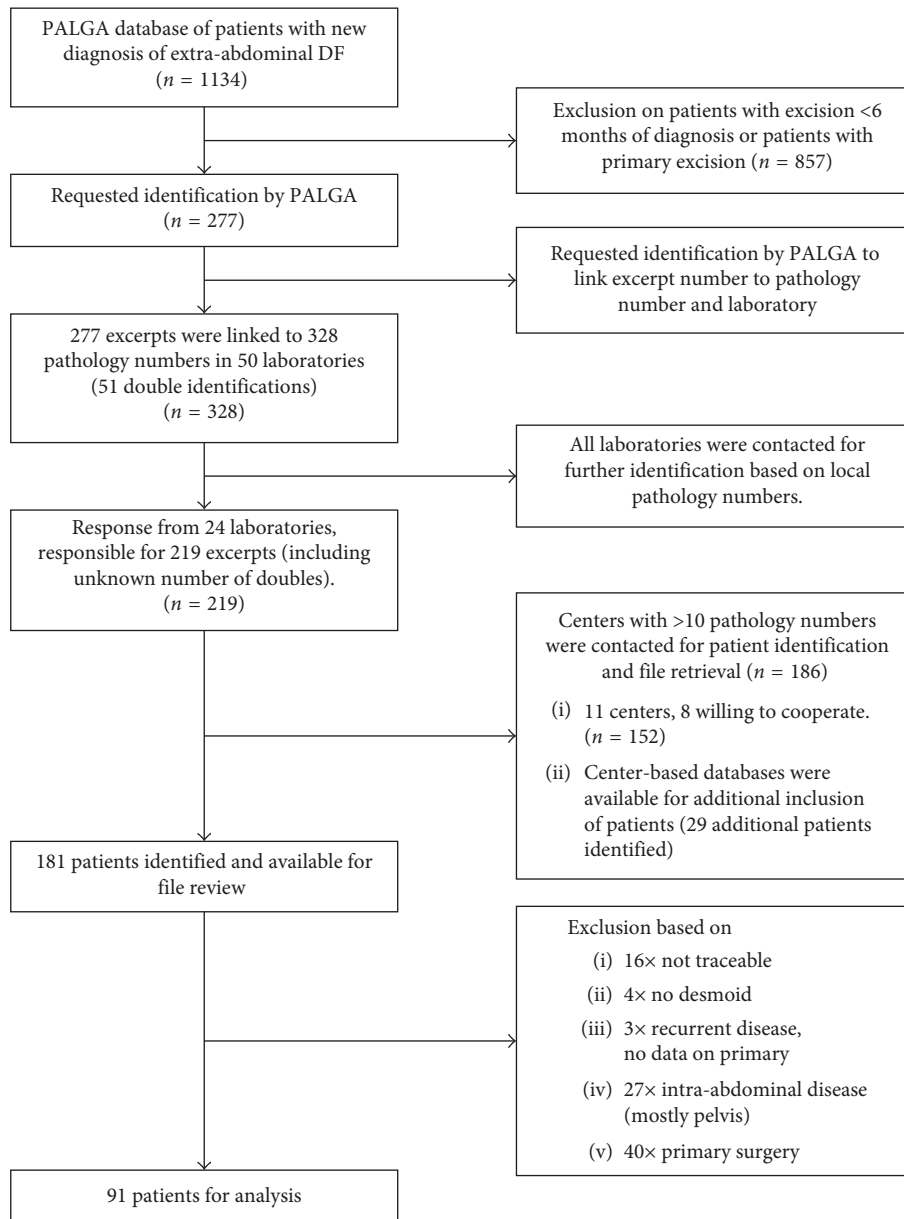 PALGA database of patients with new
diagnosis of extra-abdominal DF
(n = 1134)
Exclusion on patients with excision <6
months of diagnosis or patients with
primary excision (n = 857)
Requested identification by PALGA
(n = 277)
Requested identification by PALGA to
link excerpt number to pathology
number and laboratory
277 excerpts were linked to 328
pathology numbers in 50 laboratories
(51 double identifications)
(n = 328)
All laboratories were contacted for
further identification based on local
pathology numbers.
Response from 24 laboratories,
responsible for 219 excerpts (including
unknown number of doubles).
(n = 219)
Centers with >10 pathology numbers
were contacted for patient identification
and file retrieval (n = 186)
(i) 11 centers, 8 willing to cooperate.
(n = 152)
(ii) Center-based databases were
available for additional inclusion
of patients (29 additional patients
identified)
181 patients identified and available for
file review
Exclusion based on
(i) 16× not traceable
(ii) 4× no desmoid
(iii) 3× recurrent disease,
no data on primary
(iv) 27× intra-abdominal disease
(mostly pelvis)
(v) 40× primary surgery
91 patients for analysis